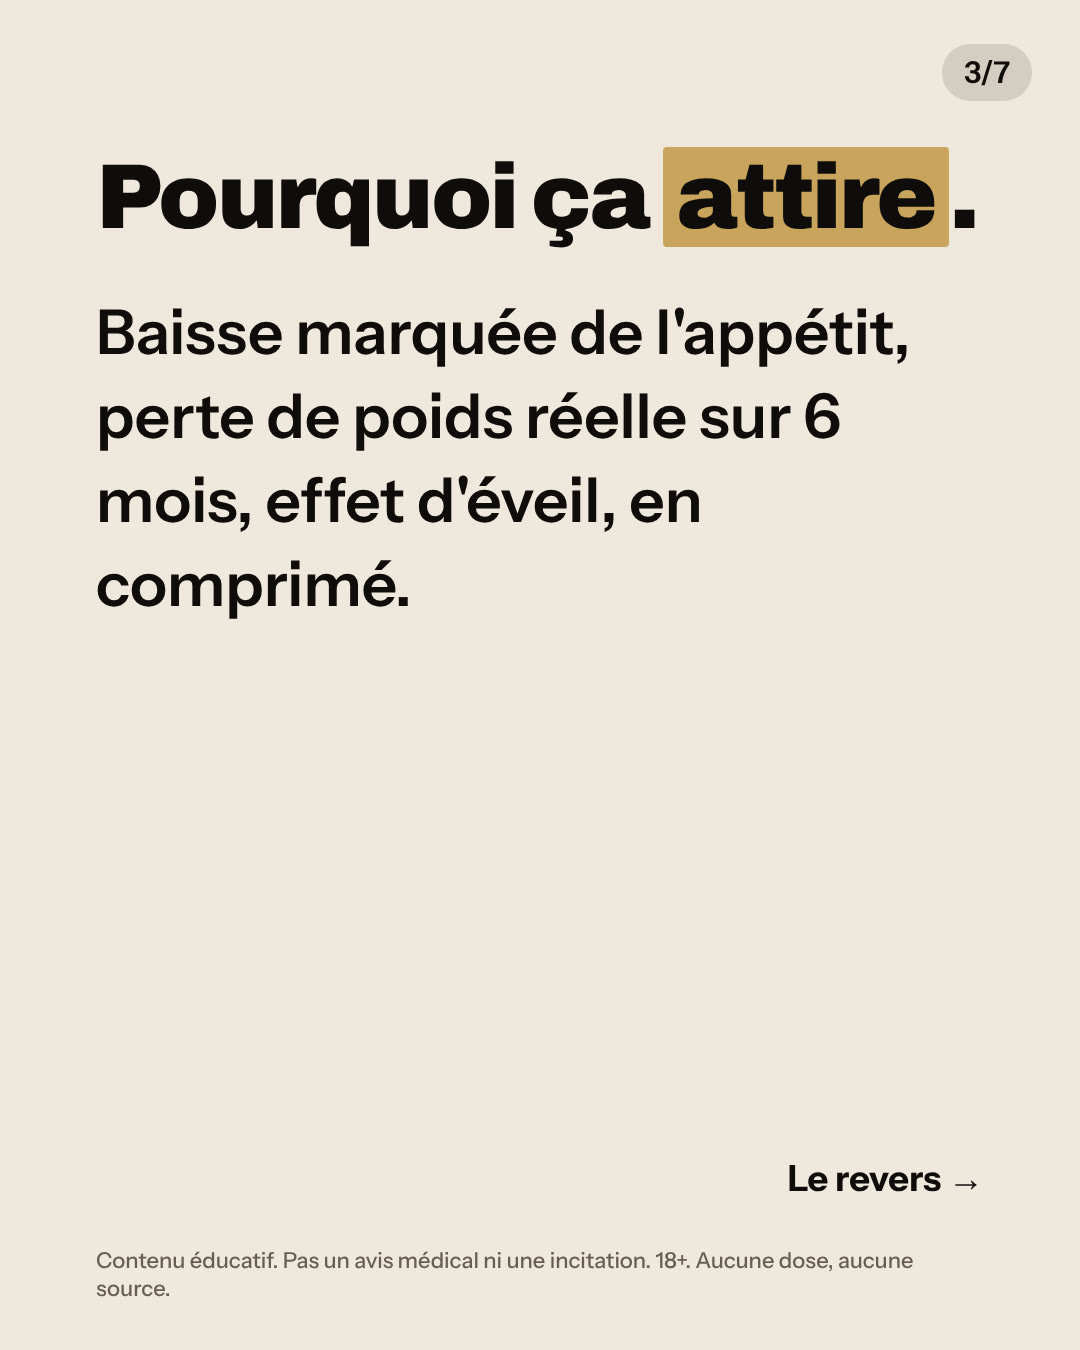 3/7
Pourquoi ça attire.
Baisse marquée de l'appétit,
perte de poids réelle sur 6
mois, effet d'éveil, en
comprimé.
Le revers →
Contenu éducatif. Pas un avis médical ni une incitation. 18+. Aucune dose, aucune
source.